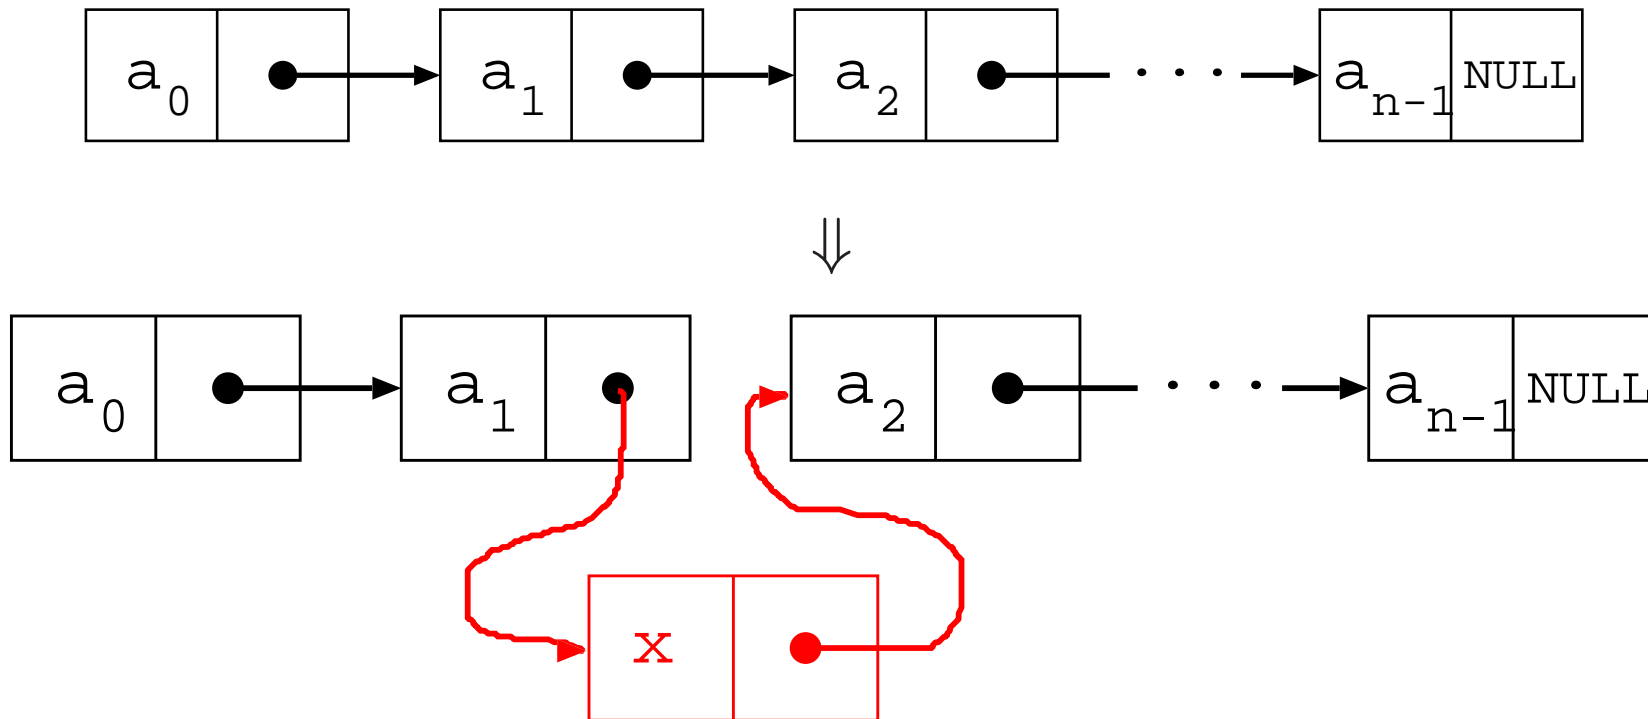 a0 a1 a2 · · · an-1 NULL
⇓
a0 a1 a2 · · · an-1 NULL
x